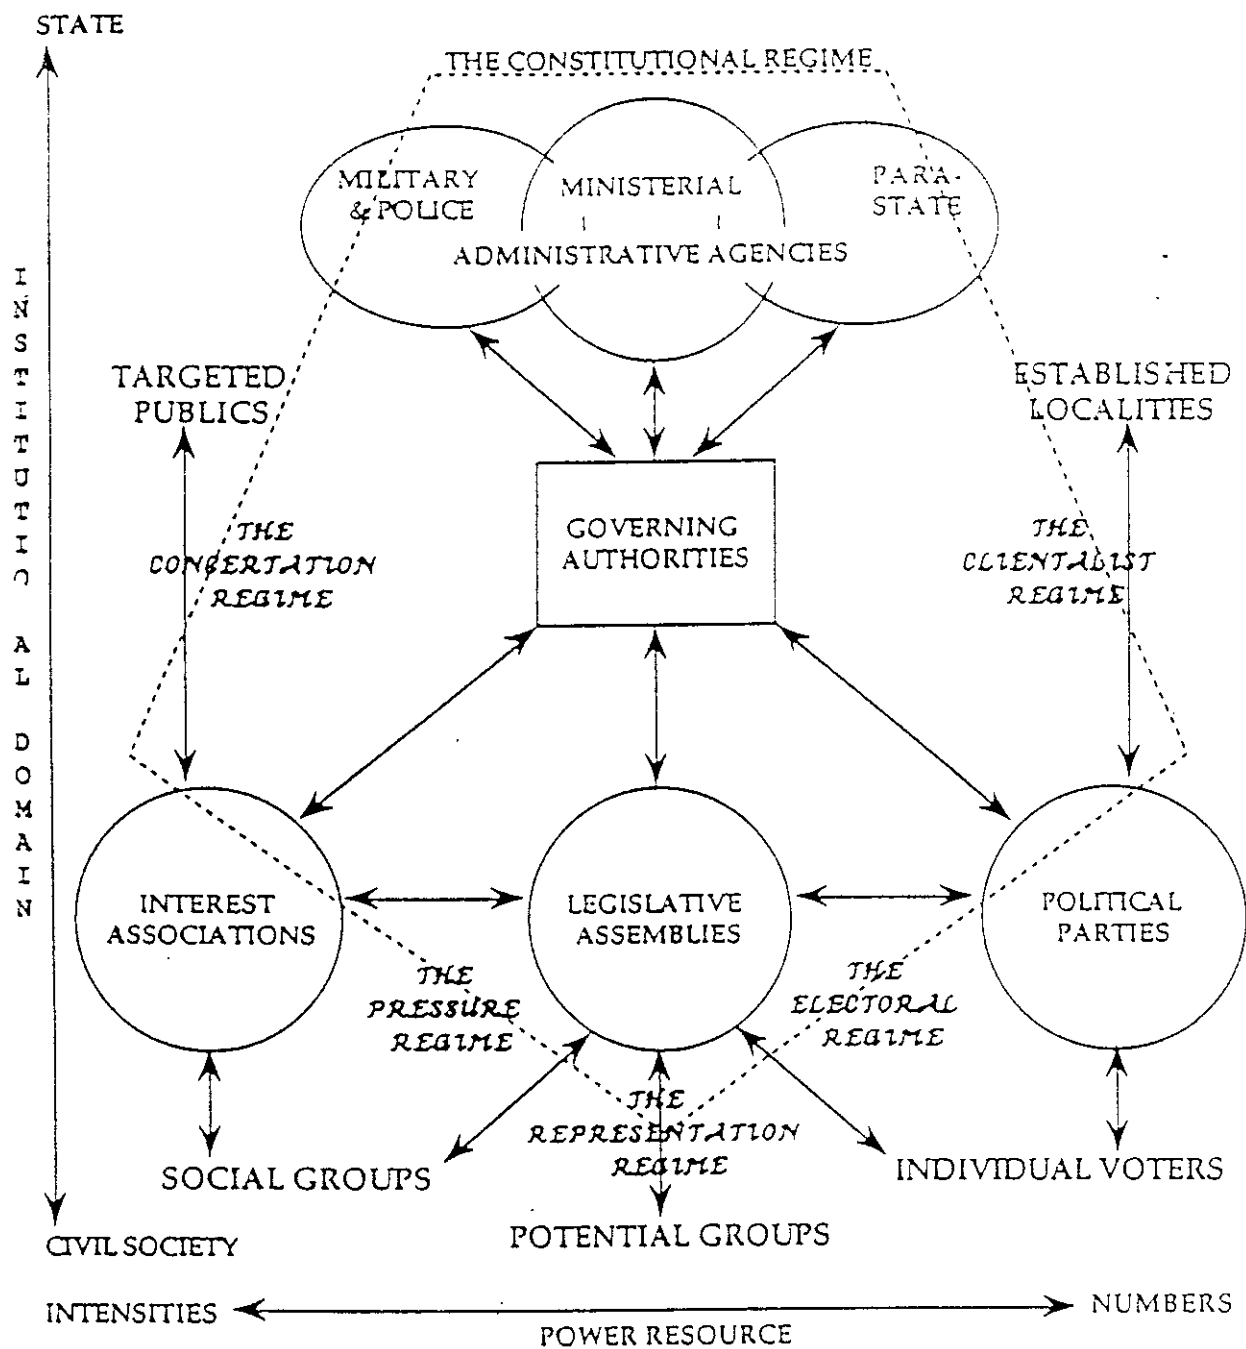 STATE
THE CONSTITUTIONAL REGIME
MILITARY
& POLICE
MINISTERIAL
PARA-
STATE
ADMINISTRATIVE AGENCIES
INSTITUTIONAL DOMAIN
TARGETED
PUBLICS
ESTABLISHED
LOCALITIES
GOVERNING
AUTHORITIES
THE
CONCERTATION
REGIME
THE
CLIENTALIST
REGIME
INTEREST
ASSOCIATIONS
LEGISLATIVE
ASSEMBLIES
POLITICAL
PARTIES
THE
PRESSURE
REGIME
THE
ELECTORAL
REGIME
THE
REPRESENTATION
REGIME
SOCIAL GROUPS
INDIVIDUAL VOTERS
POTENTIAL GROUPS
CIVIL SOCIETY
INTENSITIES
NUMBERS
POWER RESOURCE